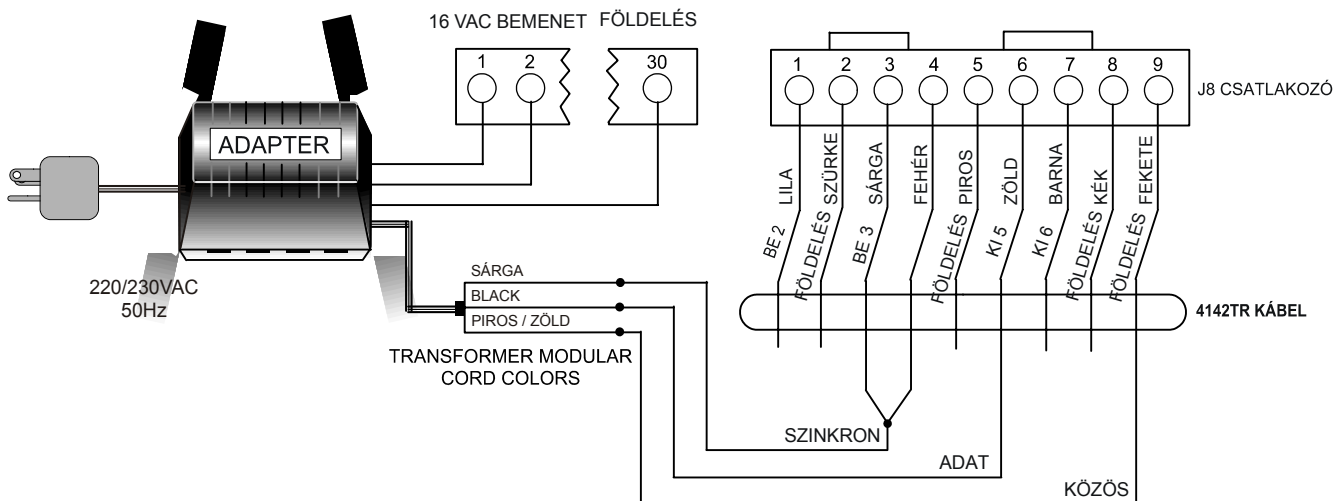 16 VAC BEMENET
FÖLDELÉS
1
2
30
ADAPTER
220/230VAC
50Hz
SÁRGA
BLACK
PIROS / ZÖLD
TRANSFORMER MODULAR
CORD COLORS
1
2
3
4
5
6
7
8
9
J8 CSATLAKOZÓ
LILA
SZÜRKE
SÁRGA
FEHÉR
PIROS
ZÖLD
BARNA
KÉK
FEKETE
BE 2
FÖLDELÉS
BE 3
FÖLDELÉS
KI 5
KI 6
FÖLDELÉS
FÖLDELÉS
4142TR KÁBEL
SZINKRON
ADAT
KÖZÖS